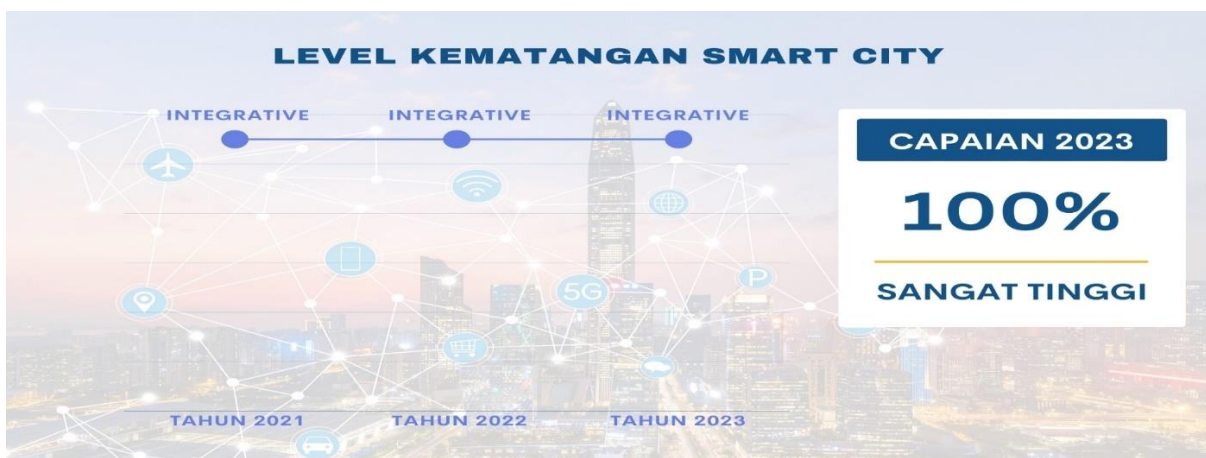 LEVEL KEMATANGAN SMART CITY
INTEGRATIVE INTEGRATIVE INTEGRATIVE
CAPAIAN 2023
100%
SANGAT TINGGI
5G
P
TAHUN 2021 TAHUN 2022 TAHUN 2023